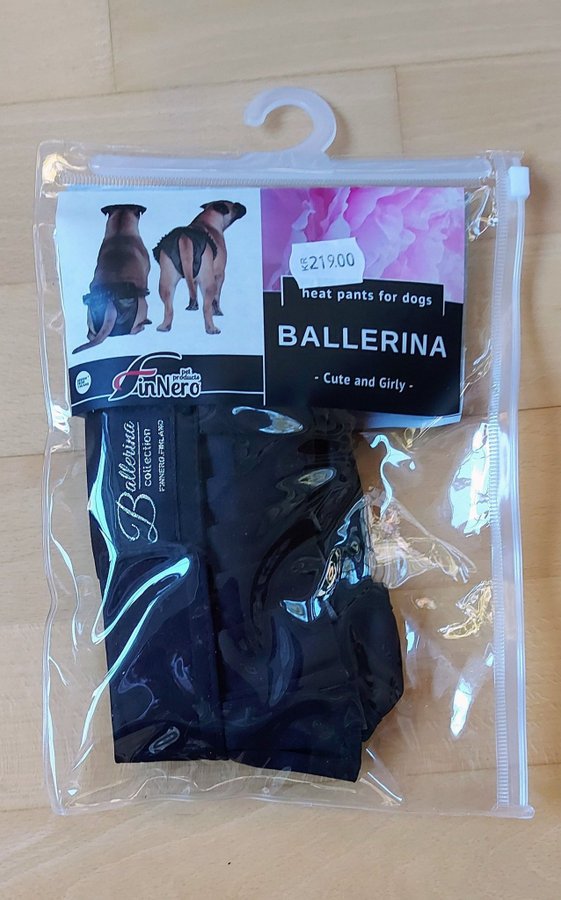 KR 219.00
heat pants for dogs
BALLERINA
- Cute and Girly -
FinNero
pet
products
Ballerina
collection
FINNERO.FINLAND